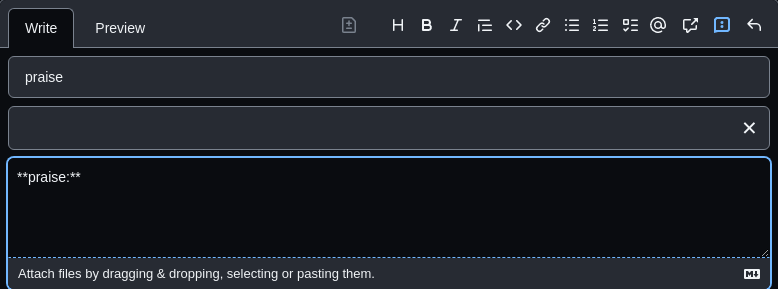 Write Preview
praise
**praise:**
Attach files by dragging & dropping, selecting or pasting them.